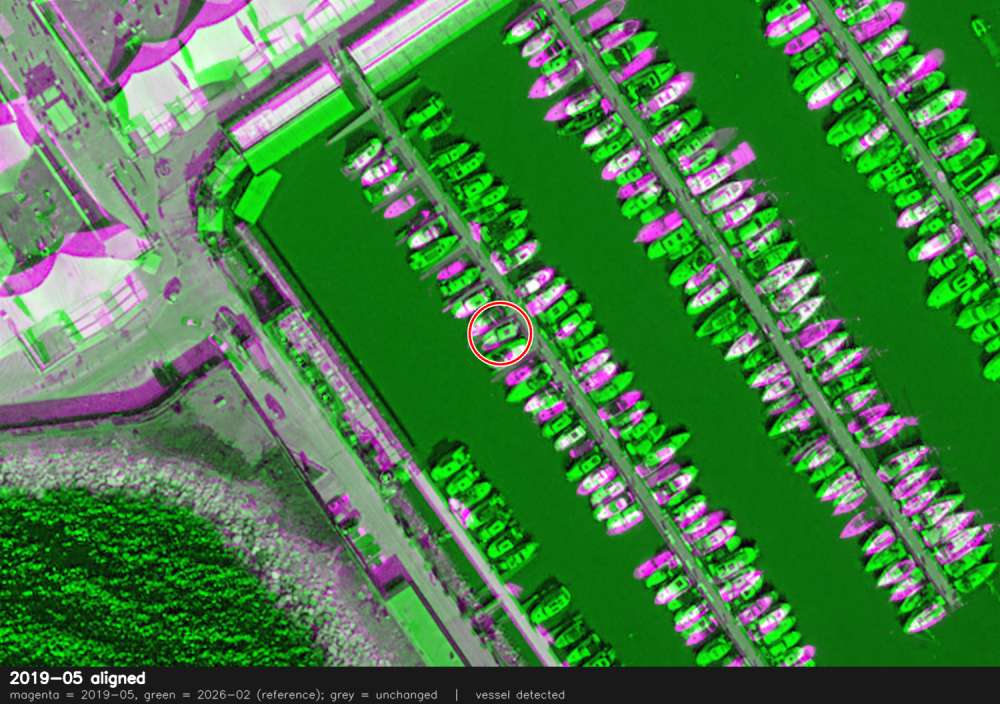 2019-05 aligned
magenta = 2019-05, green = 2026-02 (reference); grey = unchanged | vessel detected